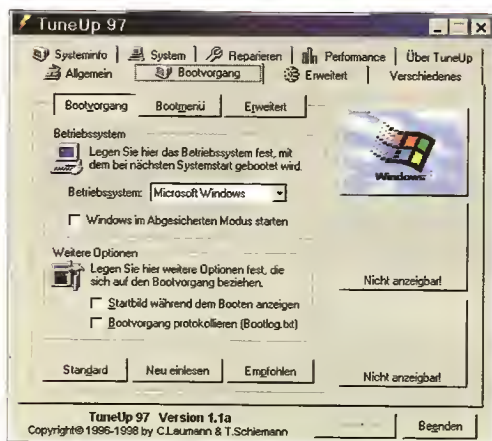 TuneUp 97
Systeminfo
System
Reparieren
Performance
Über TuneUp
Allgemein
Bootvorgang
Erweitert
Verschiedenes
Bootvorgang
Bootmenü
Erweitert
Betriebssystem
Legen Sie hier das Betriebssystem fest, mit
dem bei nächsten Systemstart gebootet wird.
Betriebssystem: Microsoft Windows
Windows im Abgesicherten Modus starten
Weitere Optionen
Legen Sie hier weitere Optionen fest, die
sich auf den Bootvorgang beziehen.
Startbild während dem Booten anzeigen
Bootvorgang protokollieren (Bootlog.txt)
Standard
Neu einlesen
Empfohlen
Windows
Nicht anzeigbar!
Nicht anzeigbar!
TuneUp 97 Version 1.1a
Copyright© 1996-1998 by C.Laumann & T.Schiemann
Beenden